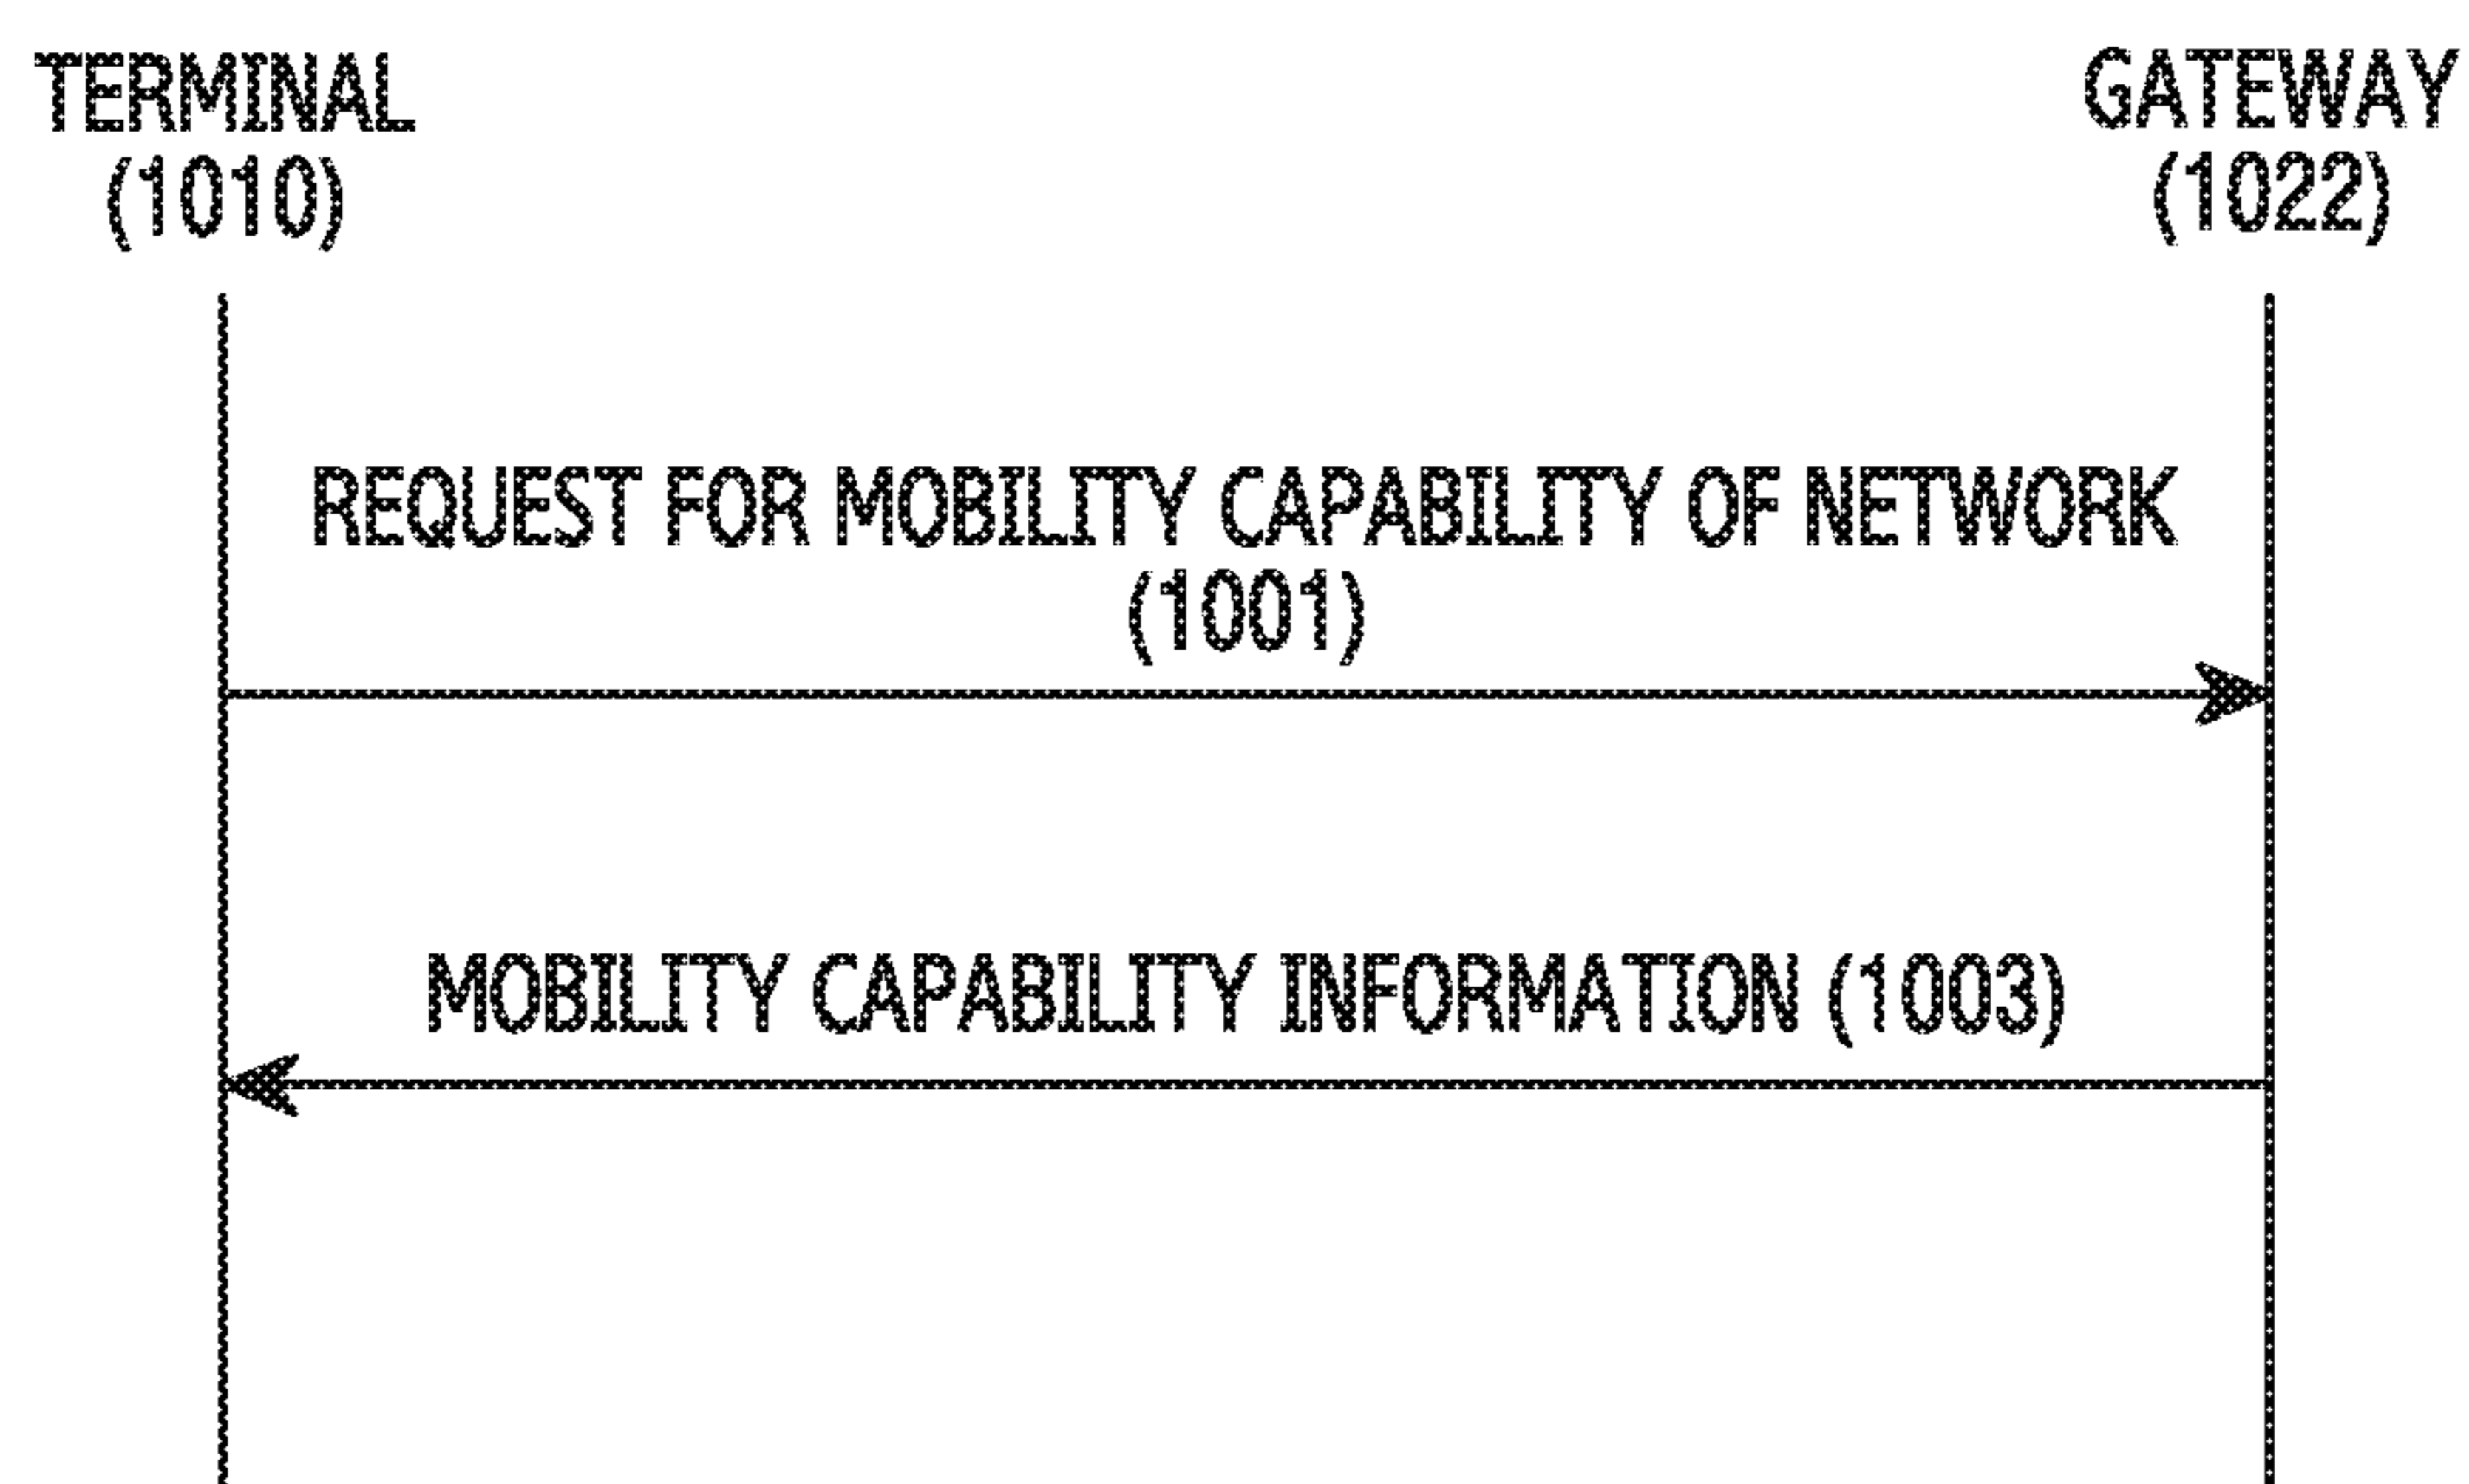 TERMINAL
(1010)
GATEWAY
(1022)
REQUEST FOR MOBILITY CAPABILITY OF NETWORK
(1001)
MOBILITY CAPABILITY INFORMATION (1003)